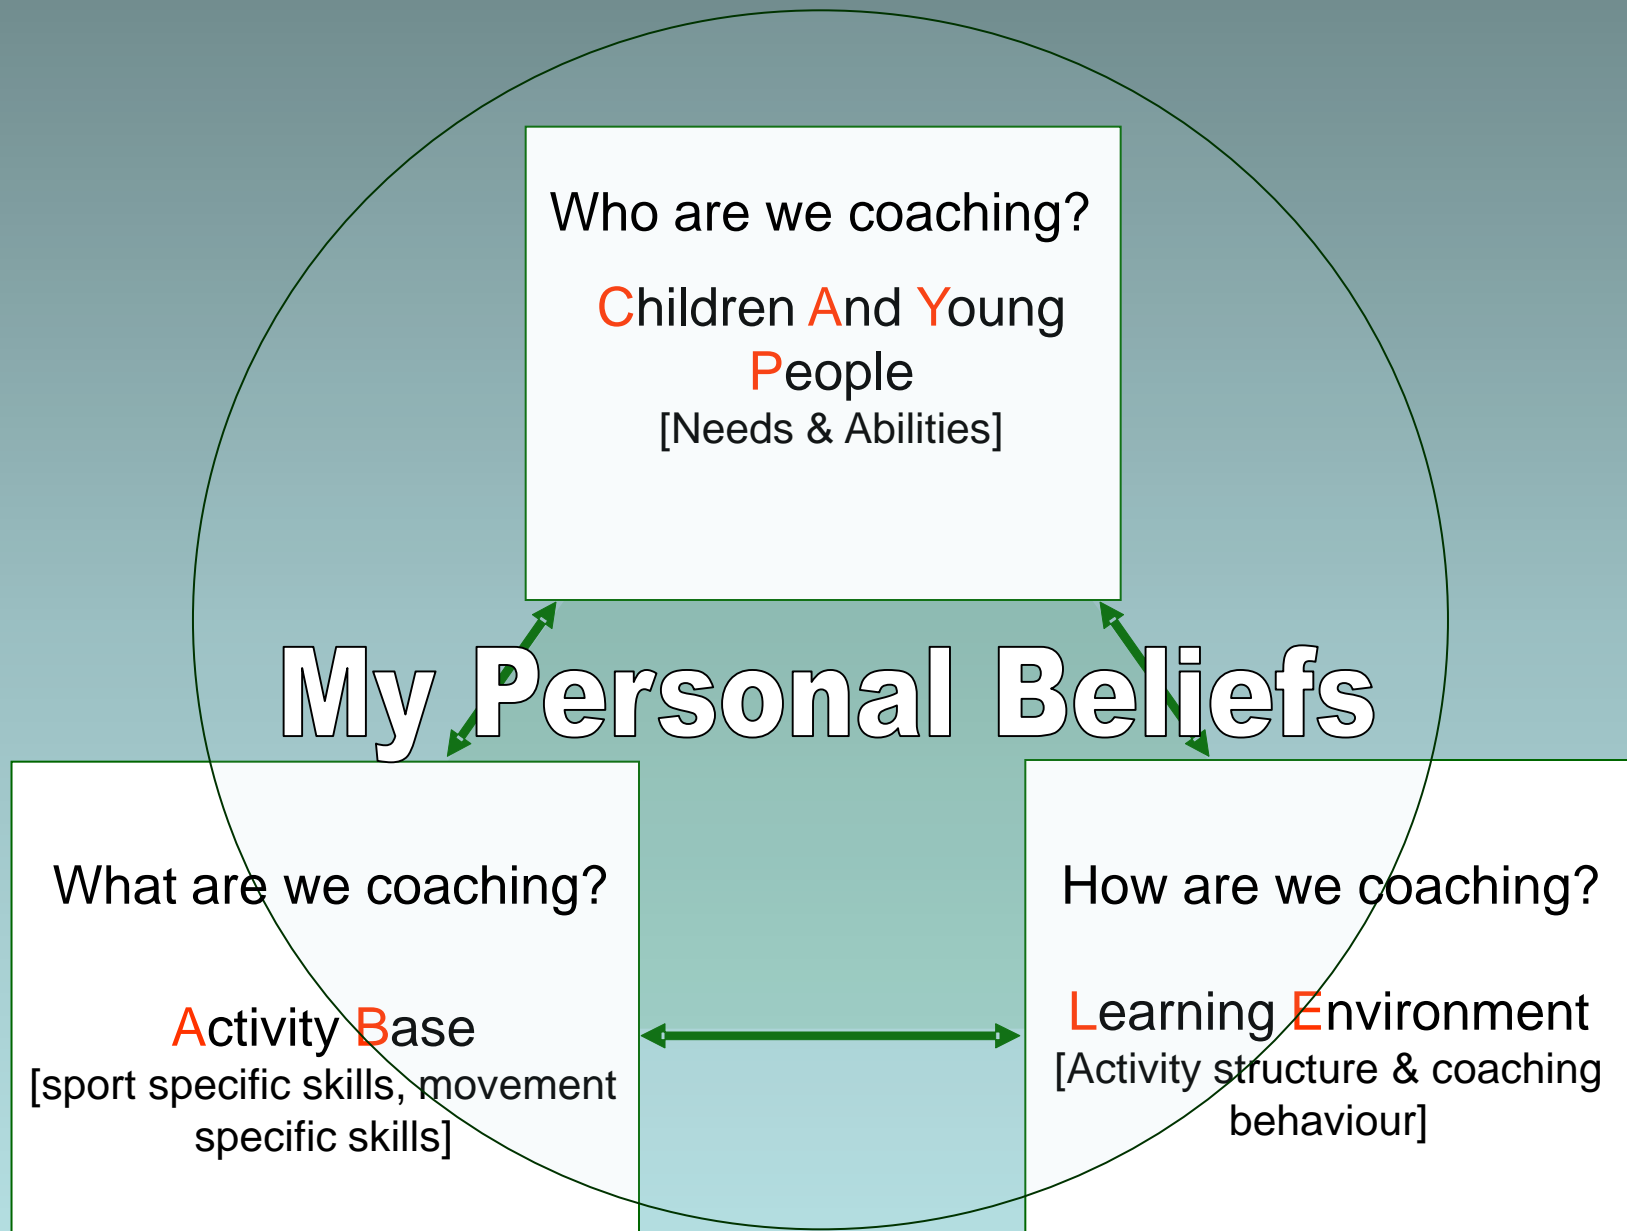 Who are we coaching?
Children And Young
People
[Needs & Abilities]
My Personal Beliefs
What are we coaching?
Activity Base
[sport specific skills, movement
specific skills]
How are we coaching?
Learning Environment
[Activity structure & coaching
behaviour]